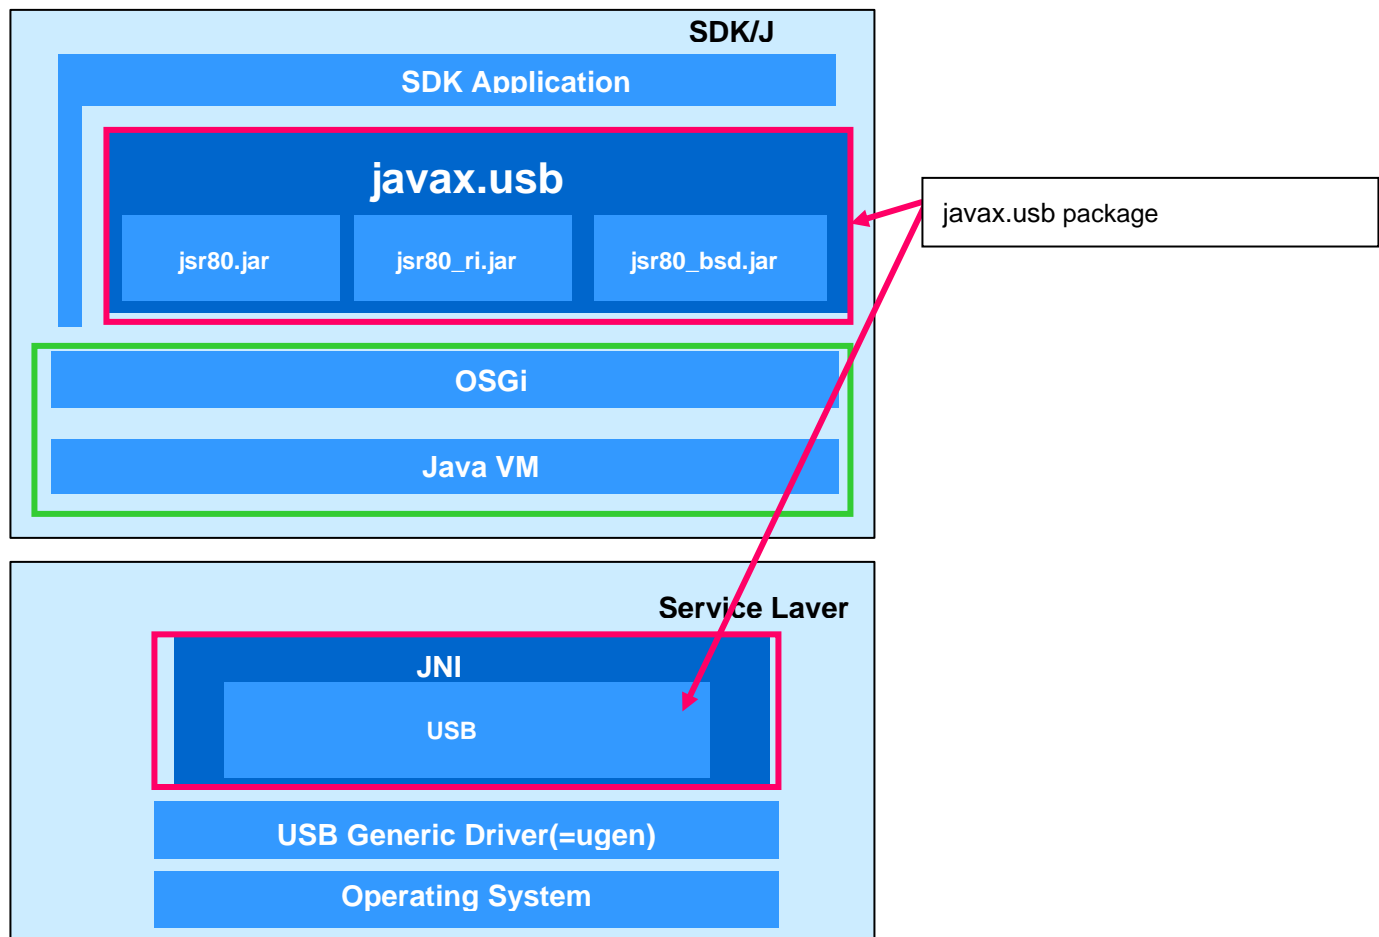 SDK/J
SDK Application
javax.usb
javax.usb package
jsr80.jar
jsr80_ri.jar
jsr80_bsd.jar
OSGi
Java VM
Service Layer
JNI
USB
USB Generic Driver(=ugen)
Operating System